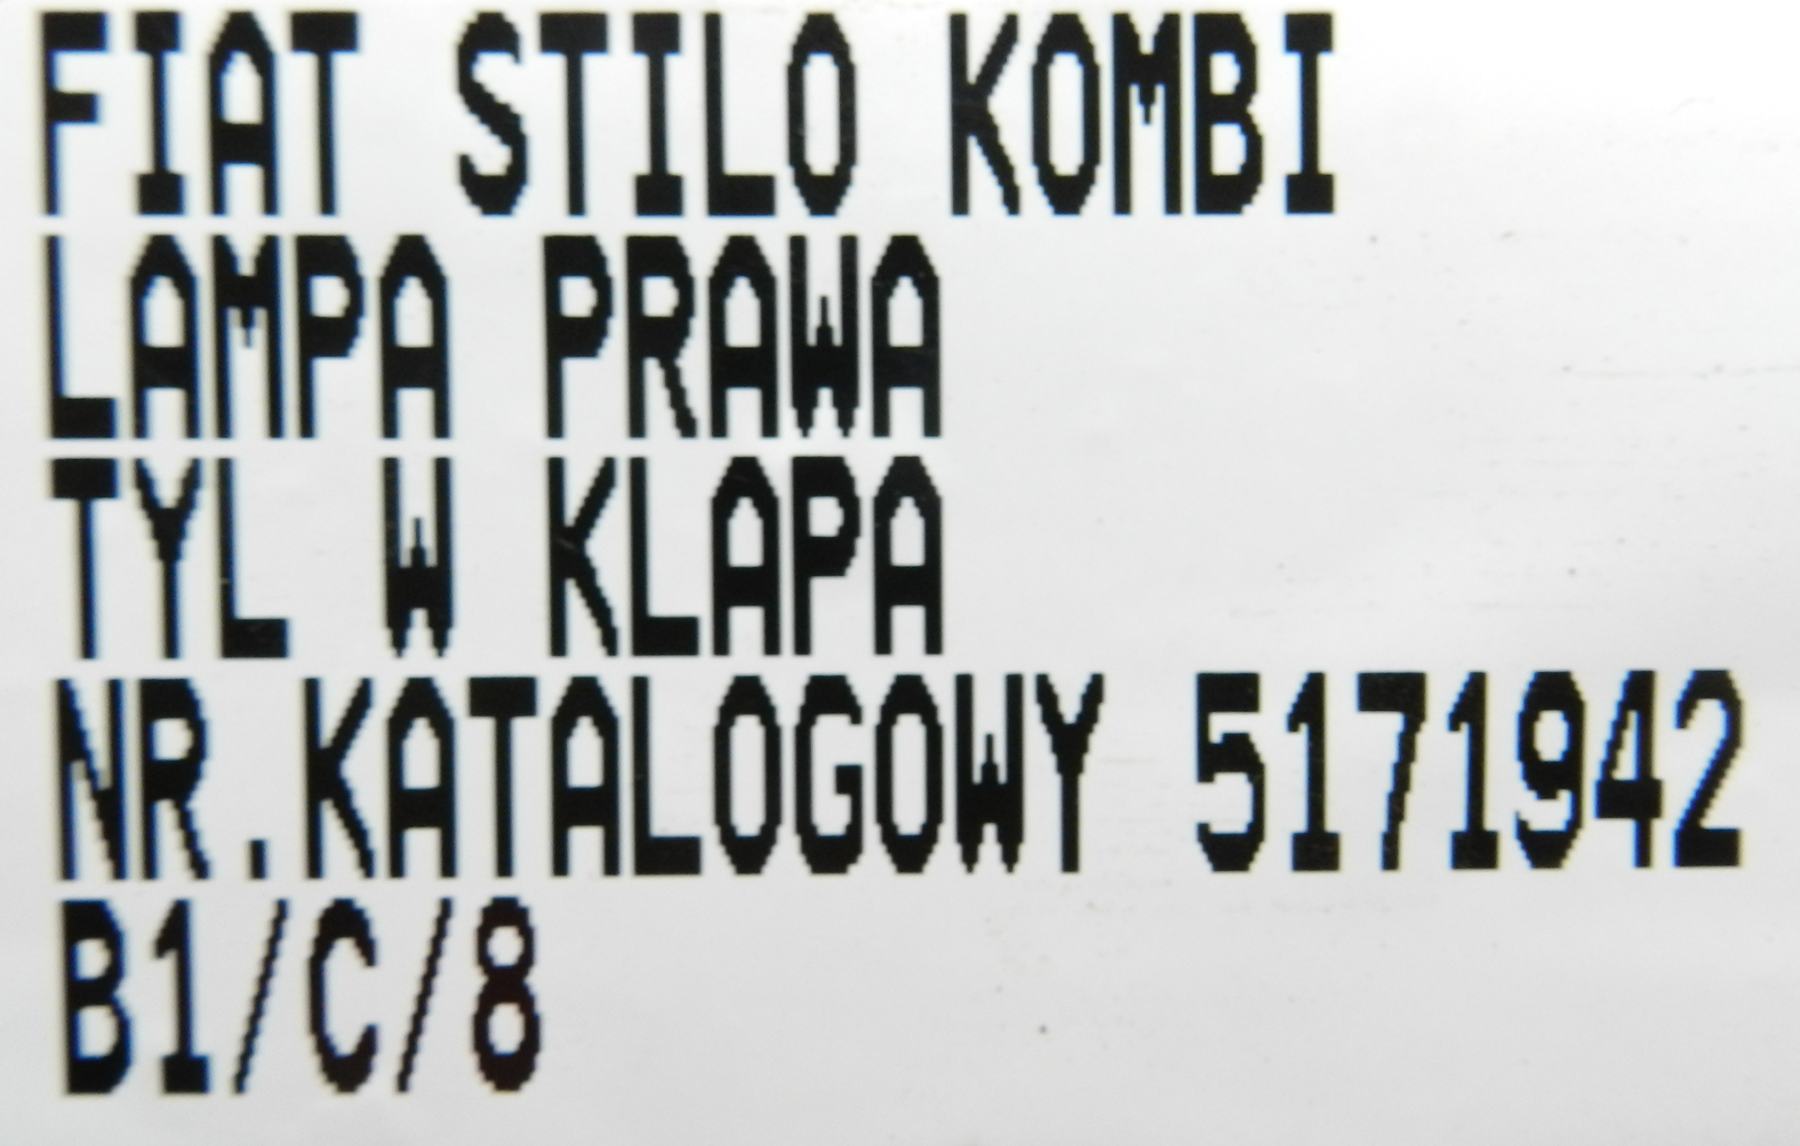 FIAT STILO KOMBI
LAMPA PRAWA
TYL W KLAPA
NR.KATALOGOWY 5171942
B1/C/8